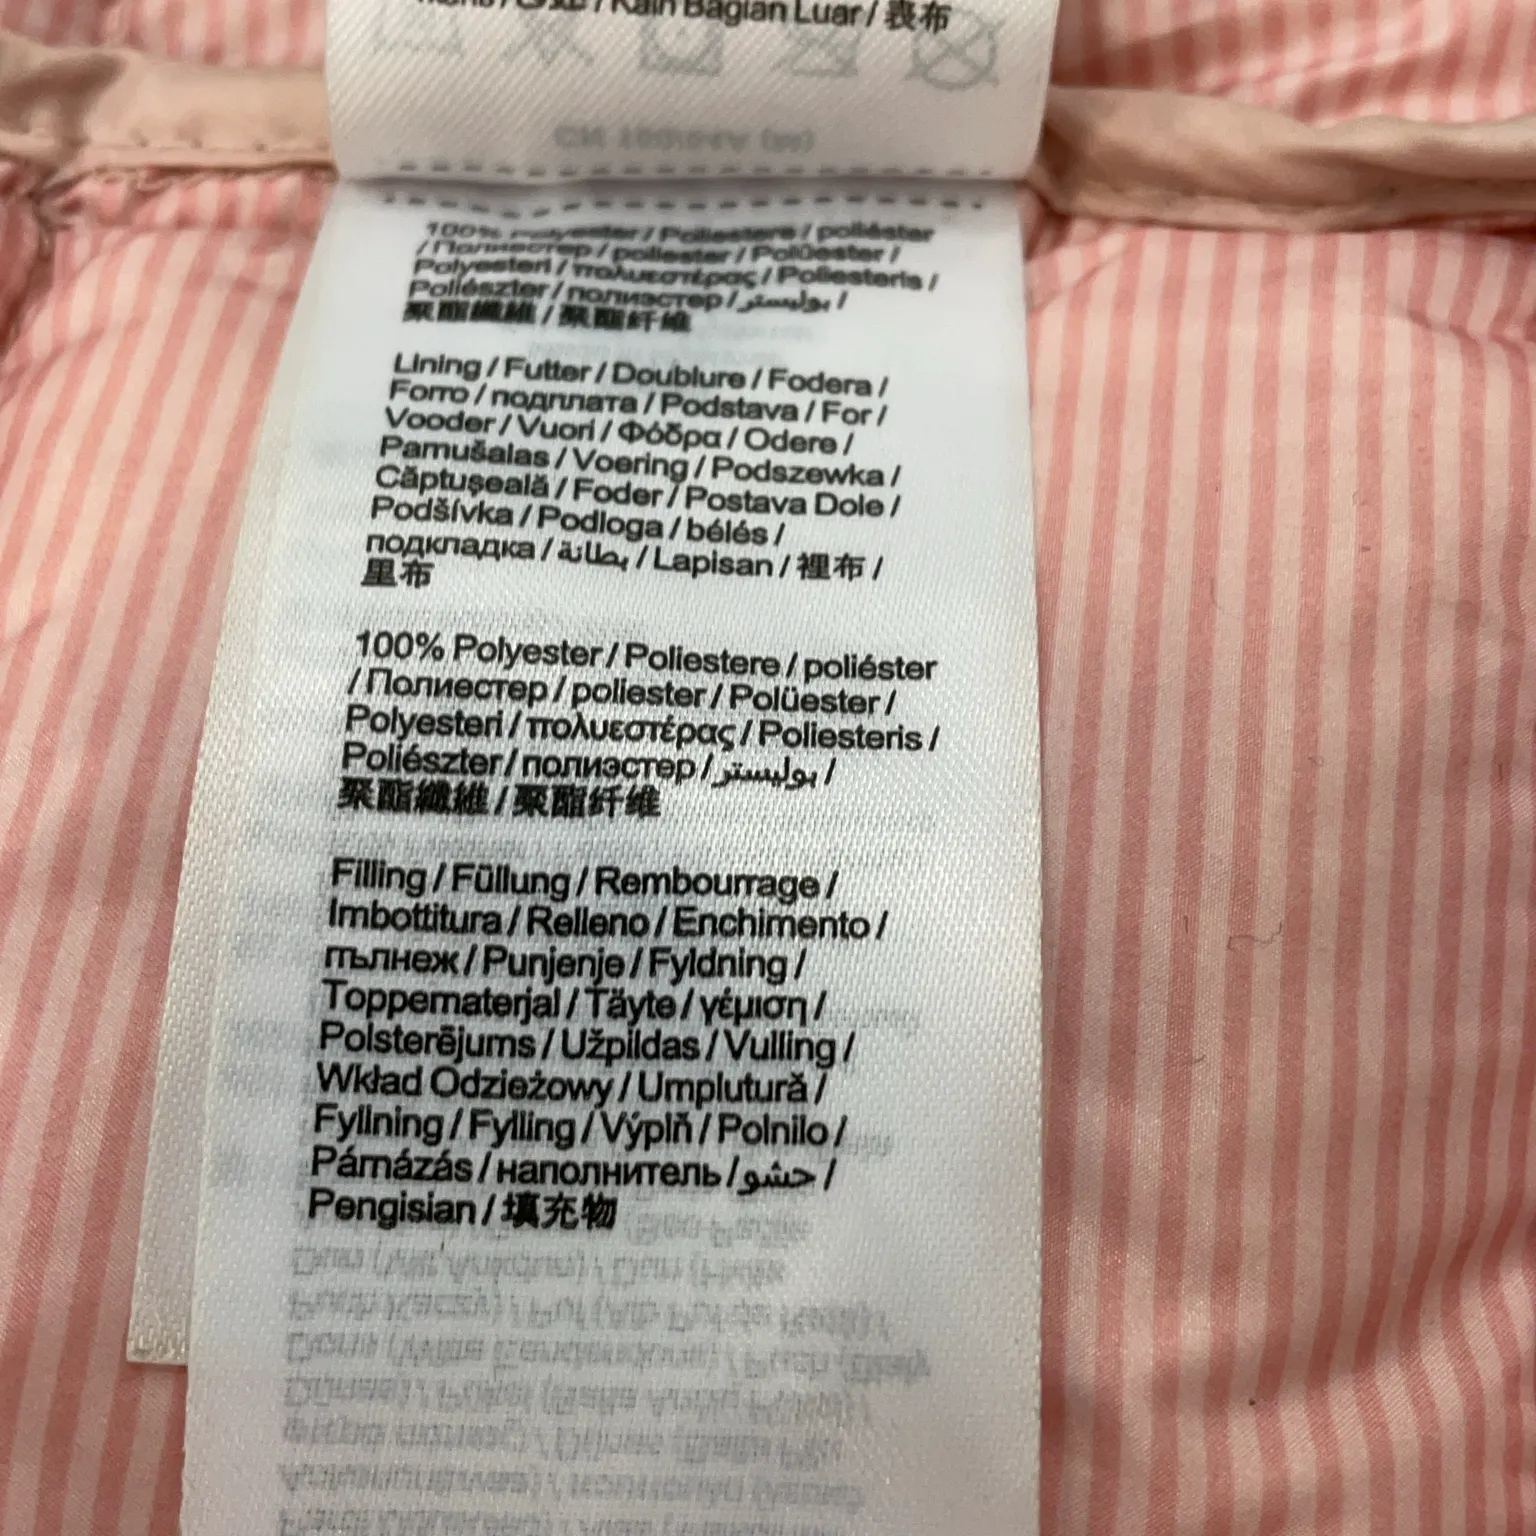 / Kain Bagian Luar / 表布
100% Polyester / Poliestere / poliéster
/ Полиестер / poliester / Polüester /
Polyesteri / πολυεστέρας / Poliesteris /
Poliészter / полиэстер / بوليستر /
聚酯纖維 / 聚酯纤维
Lining / Futter / Doublure / Fodera /
Forro / подплата / Podstava / For /
Vooder / Vuori / Φόδρα / Odere /
Pamušalas / Voering / Podszewka /
Căptușeală / Foder / Postava Dole /
Podšívka / Podloga / bélés /
подкладка / بطانة / Lapisan / 裡布 /
里布
100% Polyester / Poliestere / poliéster
/ Полиестер / poliester / Polüester /
Polyesteri / πολυεστέρας / Poliesteris /
Poliészter / полиэстер / بوليستر /
聚酯纖維 / 聚酯纤维
Filling / Füllung / Rembourrage /
Imbottitura / Relleno / Enchimento /
пълнеж / Punjenje / Fyldning /
Toppematerjal / Täyte / γέμιση /
Polsterējums / Užpildas / Vulling /
Wkład Odzieżowy / Umplutură /
Fyllning / Fylling / Výplň / Polnilo /
Párnázás / наполнитель / حشو /
Pengisian / 填充物